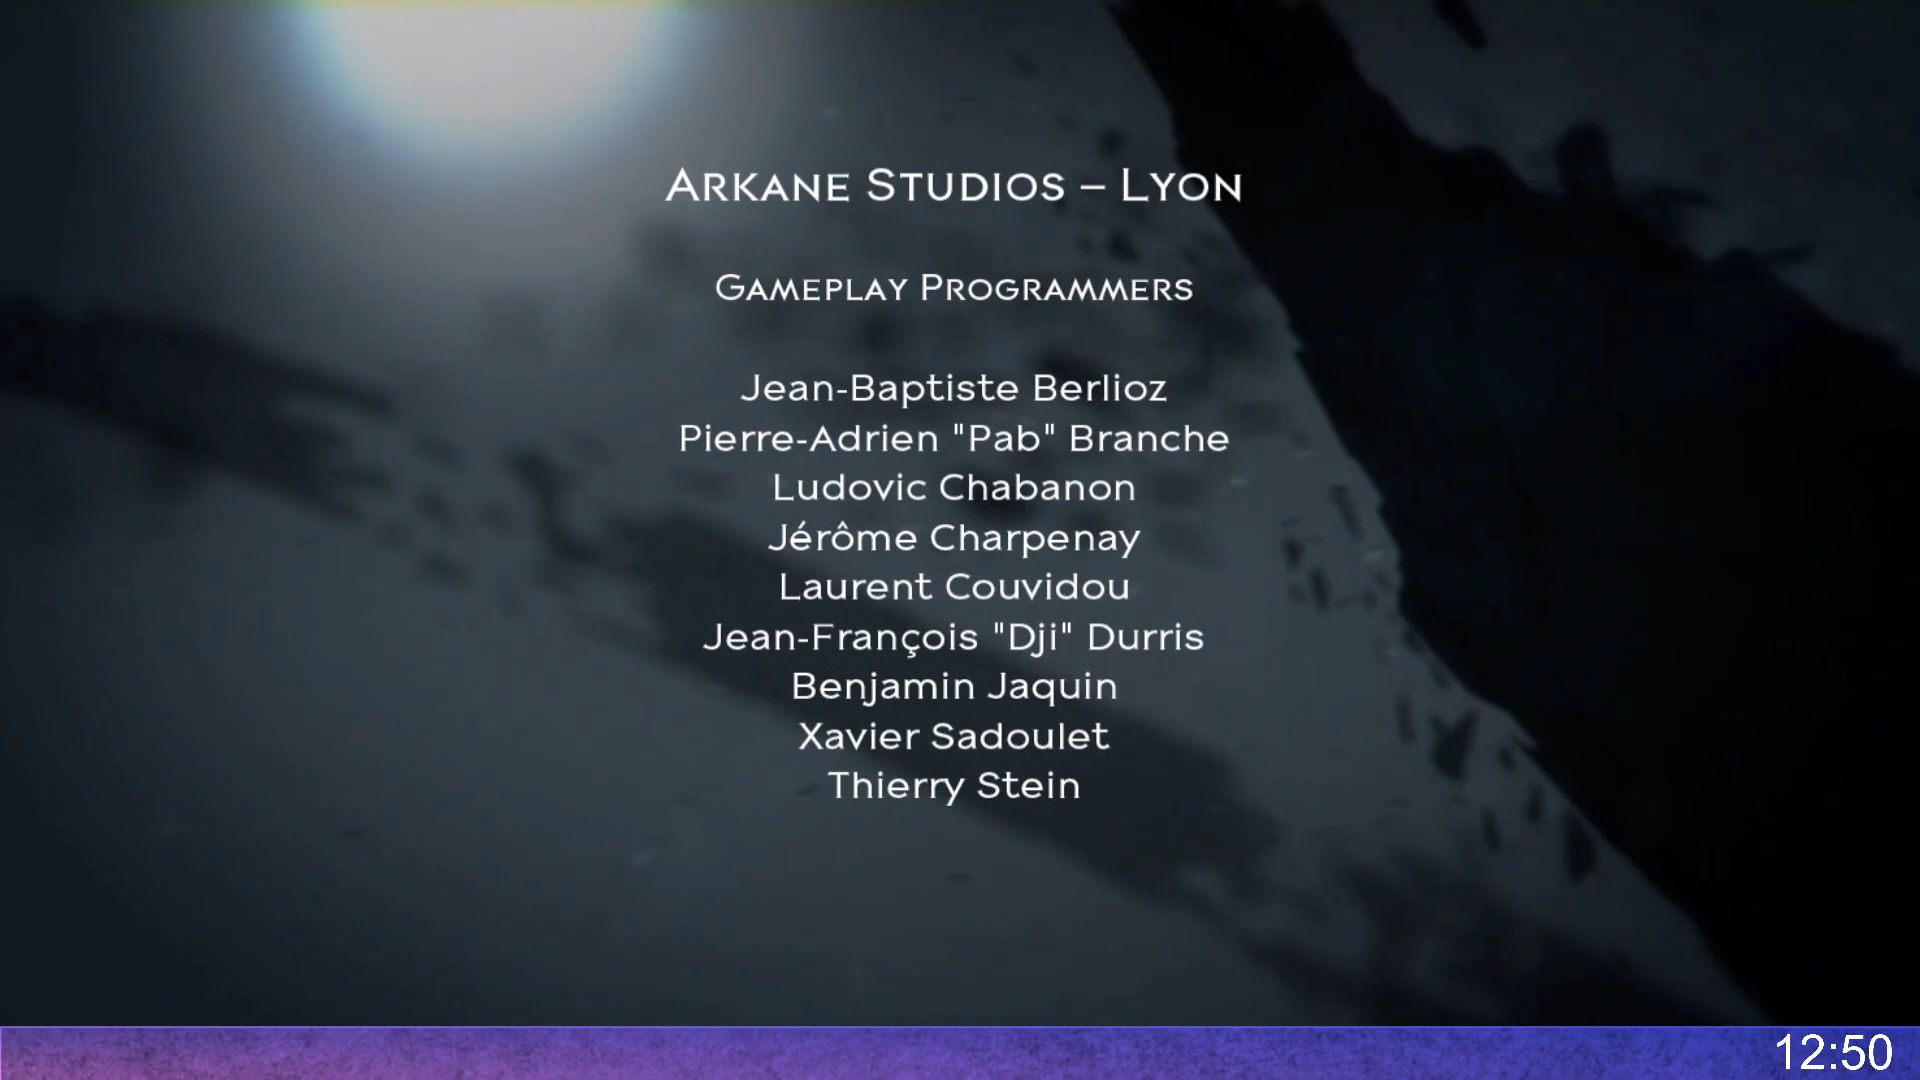 Arkane Studios – Lyon
Gameplay Programmers
Jean-Baptiste Berlioz
Pierre-Adrien "Pab" Branche
Ludovic Chabanon
Jérôme Charpenay
Laurent Couvidou
Jean-François "Dji" Durris
Benjamin Jaquin
Xavier Sadoulet
Thierry Stein
12:50